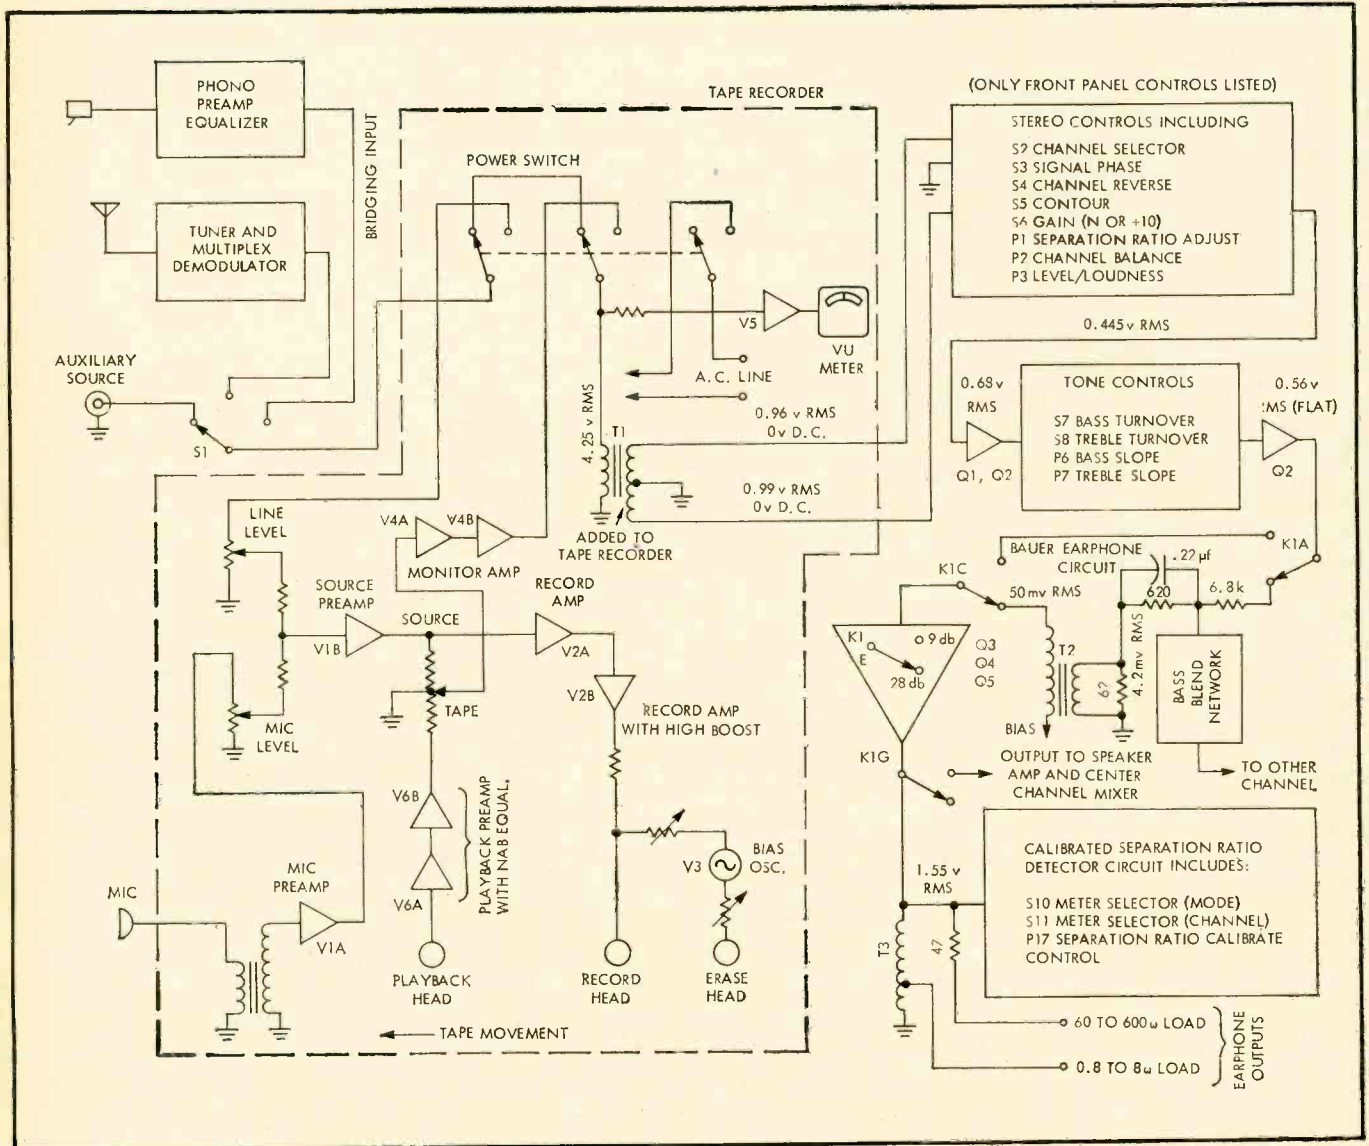 PHONO
PREAMP
EQUALIZER
BRIDGING INPUT
TUNER AND
MULTIPLEX
DEMODULATOR
AUXILIARY
SOURCE
S1
TAPE RECORDER
POWER SWITCH
V5
VU
METER
A.C. LINE
4.25 v RMS
T1
0.96 v RMS
0v D.C.
0.99 v RMS
0v D.C.
ADDED TO
TAPE RECORDER
LINE
LEVEL
V4A
V4B
MONITOR AMP
SOURCE
PREAMP
V1B
SOURCE
RECORD
AMP
V2A
V2B
RECORD AMP
WITH HIGH BOOST
TAPE
MIC
LEVEL
V6B
V6A
PLAYBACK PREAMP
WITH NAB EQUAL.
BIAS
OSC.
V3
MIC
MIC
PREAMP
V1A
PLAYBACK
HEAD
RECORD
HEAD
ERASE
HEAD
TAPE MOVEMENT
(ONLY FRONT PANEL CONTROLS LISTED)
STEREO CONTROLS INCLUDING
S2 CHANNEL SELECTOR
S3 SIGNAL PHASE
S4 CHANNEL REVERSE
S5 CONTOUR
S6 GAIN (N OR +10)
P1 SEPARATION RATIO ADJUST
P2 CHANNEL BALANCE
P3 LEVEL/LOUDNESS
0.445 v RMS
0.68 v
RMS
Q1, Q2
TONE CONTROLS
S7 BASS TURNOVER
S8 TREBLE TURNOVER
P6 BASS SLOPE
P7 TREBLE SLOPE
0.56 v
RMS (FLAT)
Q2
K1A
BAUER EARPHONE
CIRCUIT
.22 µf
620
6.8k
K1C
50 mv RMS
T2
4.2 mv RMS
62
BASS
BLEND
NETWORK
TO OTHER
CHANNEL
BIAS
K1
E
9 db
28 db
Q3
Q4
Q5
K1G
OUTPUT TO SPEAKER
AMP AND CENTER
CHANNEL MIXER
1.55 v
RMS
CALIBRATED SEPARATION RATIO
DETECTOR CIRCUIT INCLUDES:
S10 METER SELECTOR (MODE)
S11 METER SELECTOR (CHANNEL)
P17 SEPARATION RATIO CALIBRATE
CONTROL
T3
47
60 TO 600ω LOAD
0.8 TO 8ω LOAD
EARPHONE
OUTPUTS